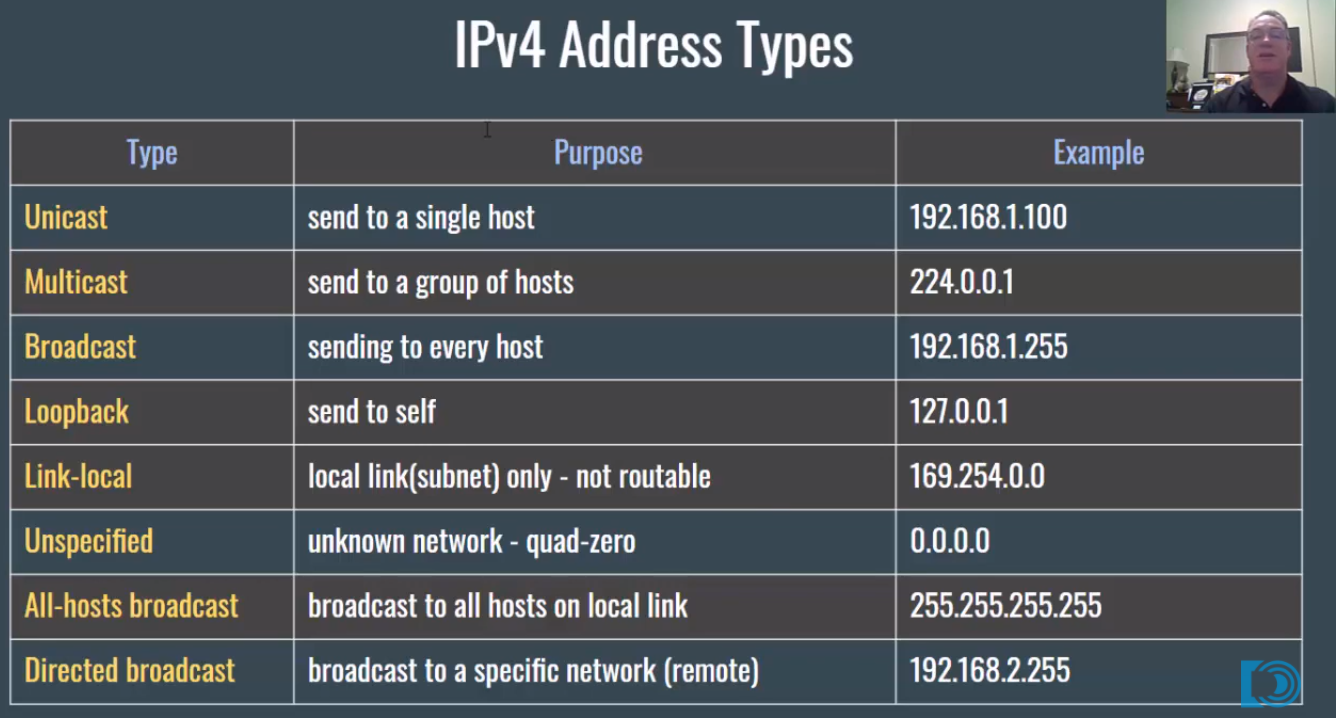 IPv4 Address Types
Type Purpose Example
Unicast send to a single host 192.168.1.100
Multicast send to a group of hosts 224.0.0.1
Broadcast sending to every host 192.168.1.255
Loopback send to self 127.0.0.1
Link-local local link(subnet) only - not routable 169.254.0.0
Unspecified unknown network - quad-zero 0.0.0.0
All-hosts broadcast broadcast to all hosts on local link 255.255.255.255
Directed broadcast broadcast to a specific network (remote) 192.168.2.255